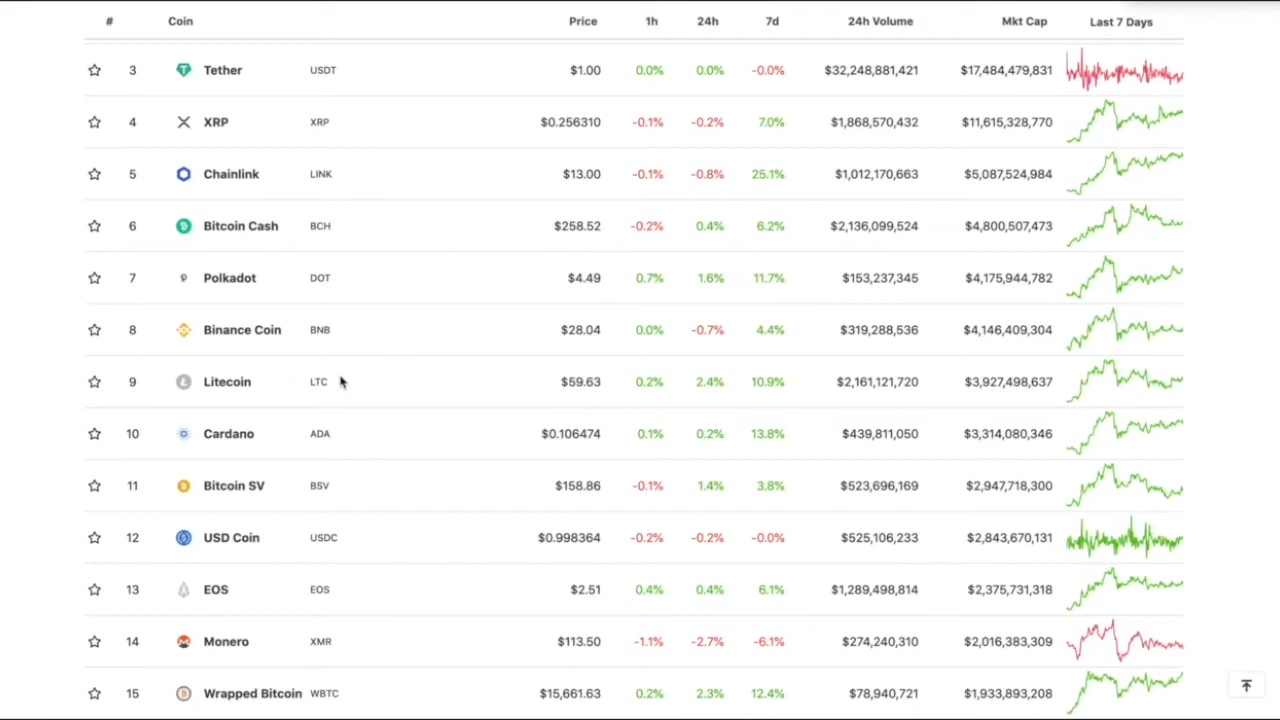 # Coin Price 1h 24h 7d 24h Volume Mkt Cap Last 7 Days
3 Tether USDT $1.00 0.0% 0.0% -0.0% $32,248,881,421 $17,484,479,831
4 XRP XRP $0.256310 -0.1% -0.2% 7.0% $1,868,570,432 $11,615,328,770
5 Chainlink LINK $13.00 -0.1% -0.8% 25.1% $1,012,170,663 $5,087,524,984
6 Bitcoin Cash BCH $258.52 -0.2% 0.4% 6.2% $2,136,099,524 $4,800,507,473
7 Polkadot DOT $4.49 0.7% 1.6% 11.7% $153,237,345 $4,175,944,782
8 Binance Coin BNB $28.04 0.0% -0.7% 4.4% $319,288,536 $4,146,409,304
9 Litecoin LTC $59.63 0.2% 2.4% 10.9% $2,161,121,720 $3,927,498,637
10 Cardano ADA $0.106474 0.1% 0.2% 13.8% $439,811,050 $3,314,080,346
11 Bitcoin SV BSV $158.86 -0.1% 1.4% 3.8% $523,696,169 $2,947,718,300
12 USD Coin USDC $0.998364 -0.2% -0.2% -0.0% $525,106,233 $2,843,670,131
13 EOS EOS $2.51 0.4% 0.4% 6.1% $1,289,498,814 $2,375,731,318
14 Monero XMR $113.50 -1.1% -2.7% -6.1% $274,240,310 $2,016,383,309
15 Wrapped Bitcoin WBTC $15,661.63 0.2% 2.3% 12.4% $78,940,721 $1,933,893,208